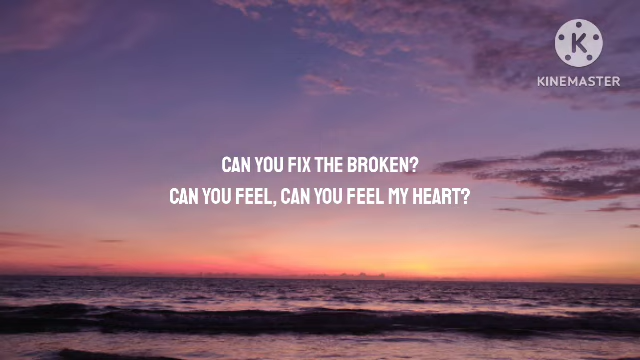 KINEMASTER
CAN YOU FIX THE BROKEN?
CAN YOU FEEL, CAN YOU FEEL MY HEART?